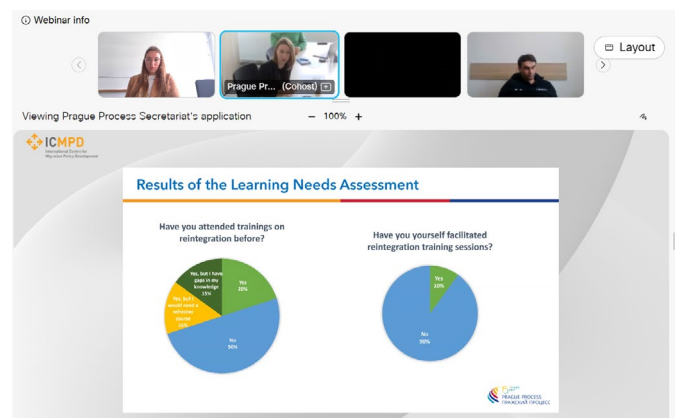 Webinar info
Layout
Prague Pr... (Cohost)
Viewing Prague Process Secretariat's application
− 100% +
ICMPD
International Centre for
Migration Policy Development
Results of the Learning Needs Assessment
Have you attended trainings on
reintegration before?
Yes, but I have
gaps in my
knowledge
15%
Yes
20%
Yes, but I
would need a
refresher
course
No
50%
Have you yourself facilitated
reintegration training sessions?
Yes
10%
No
90%
PRAGUE PROCESS
ПРАЖСКИЙ ПРОЦЕСС